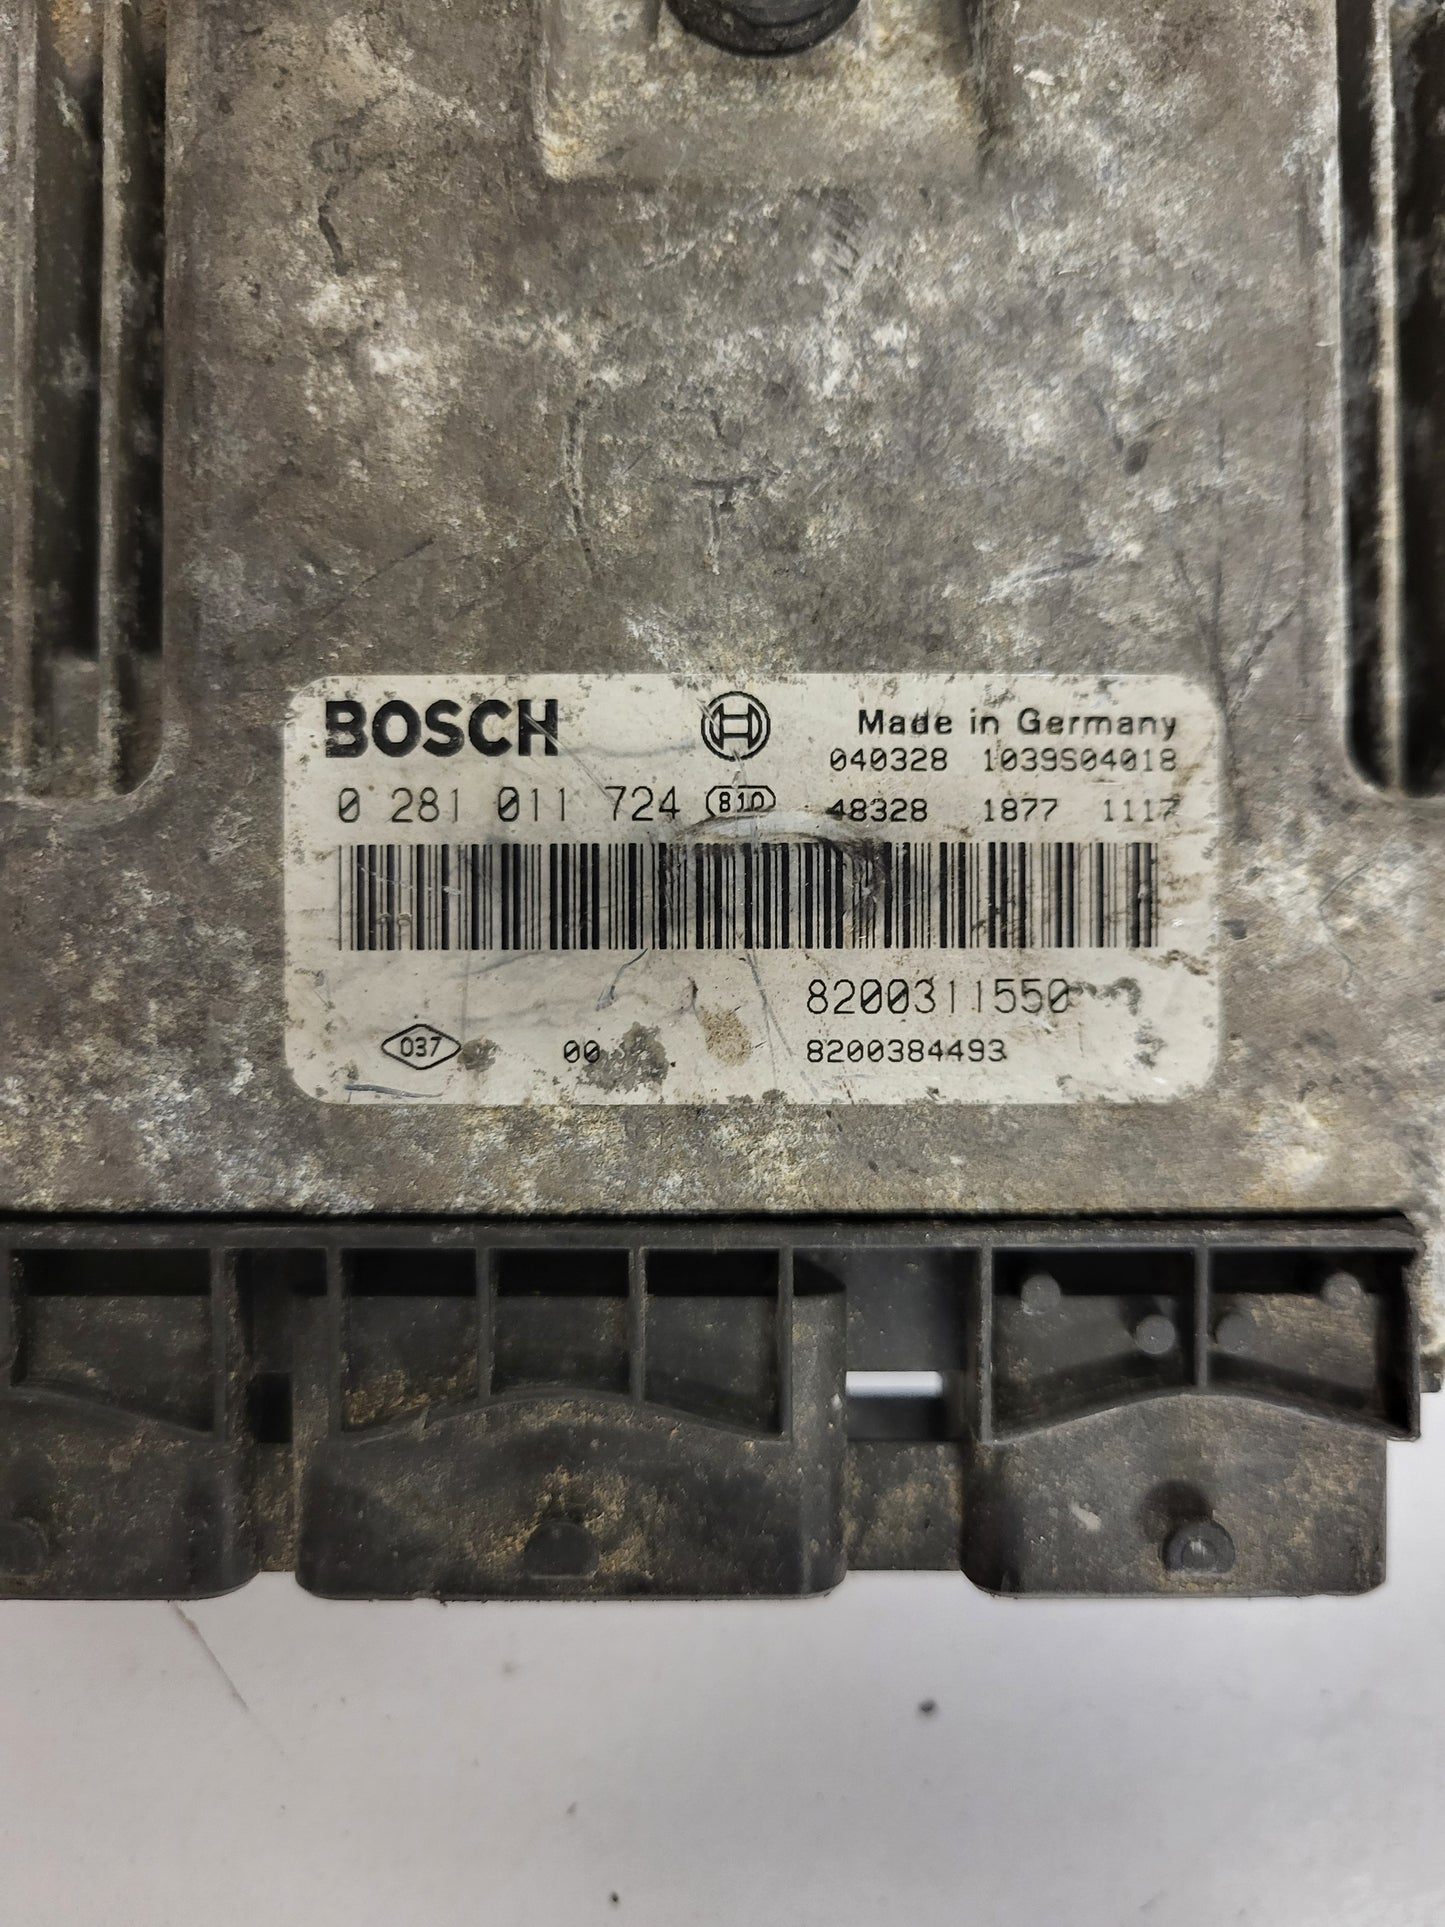 BOSCH
Made in Germany
040328 1039S04018
0 281 011 724 810 48328 1877 1117
8200311550
037 00 8200384493